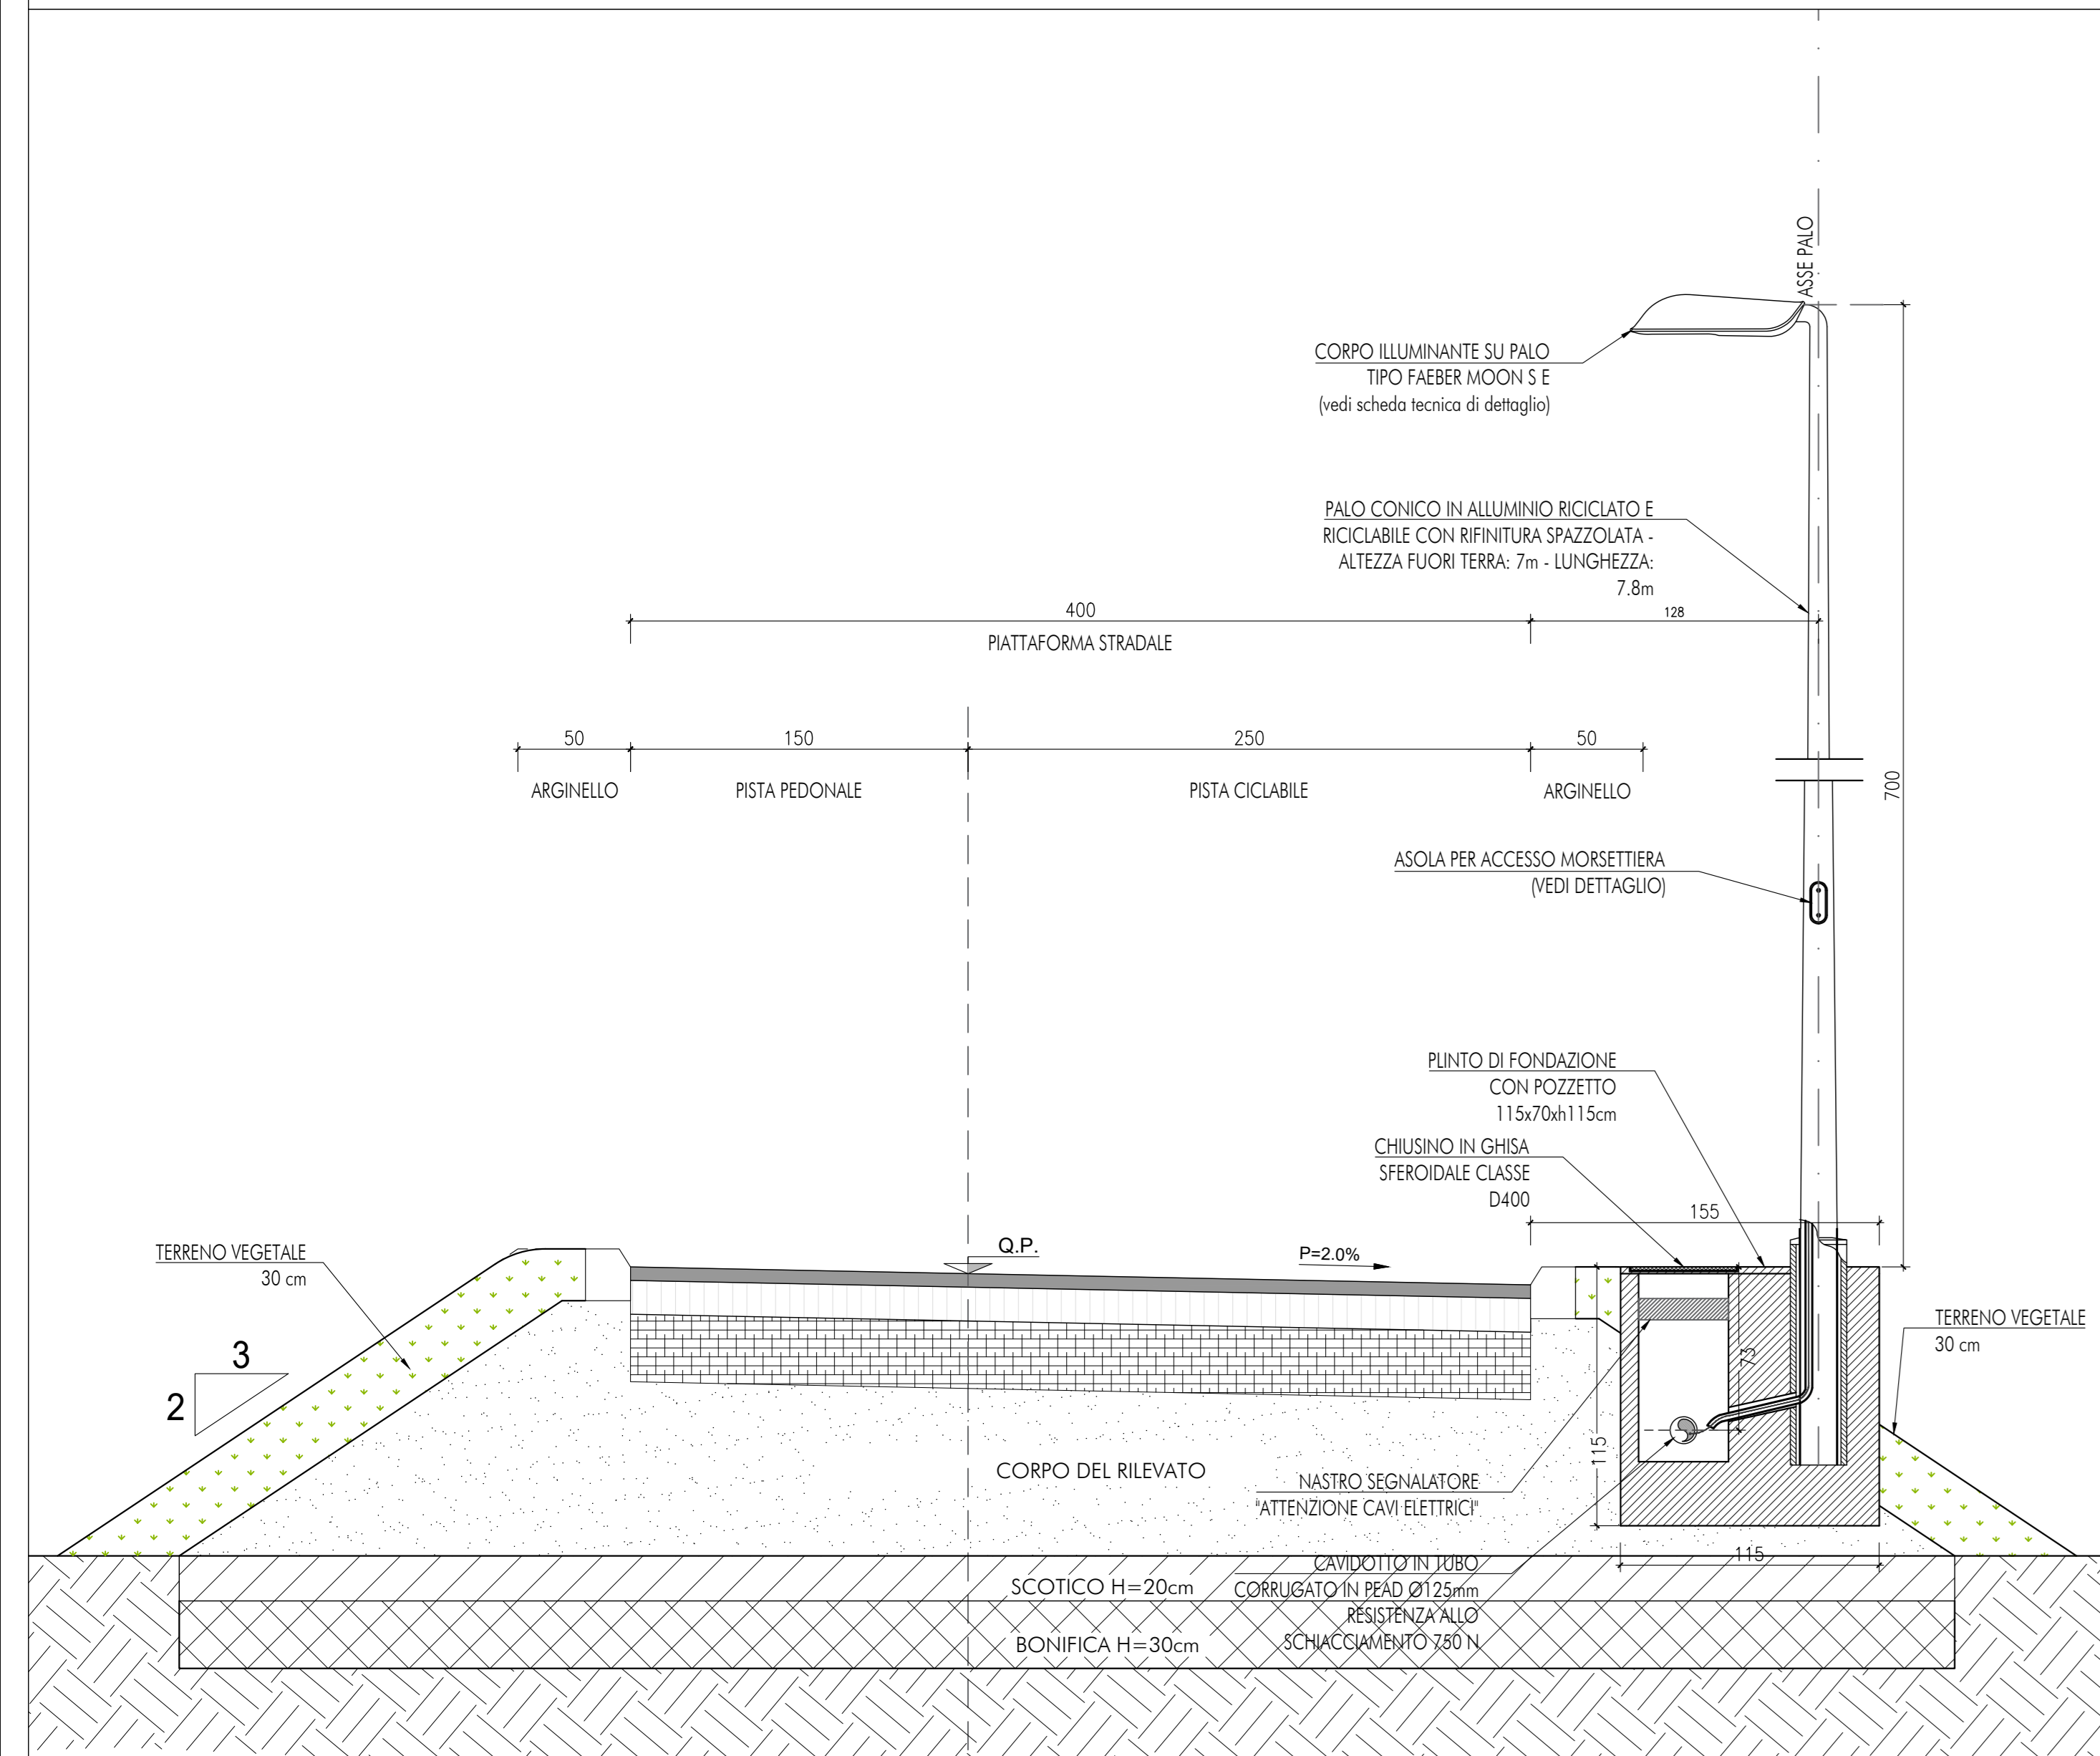 ASSE PALO
CORPO ILLUMINANTE SU PALO
TIPO FAEBER MOON S E
(vedi scheda tecnica di dettaglio)
PALO CONICO IN ALLUMINIO RICICLATO E
RICICLABILE CON RIFINITURA SPAZZOLATA -
ALTEZZA FUORI TERRA: 7m - LUNGHEZZA:
7.8m
400
128
PIATTAFORMA STRADALE
50
150
250
50
ARGINELLO
PISTA PEDONALE
PISTA CICLABILE
ARGINELLO
700
ASOLA PER ACCESSO MORSETTIERA
(VEDI DETTAGLIO)
PLINTO DI FONDAZIONE
CON POZZETTO
115x70xh115cm
CHIUSINO IN GHISA
SFEROIDALE CLASSE
D400
155
TERRENO VEGETALE
30 cm
Q.P.
P=2.0%
TERRENO VEGETALE
30 cm
3
2
73
115
CORPO DEL RILEVATO
NASTRO SEGNALATORE
"ATTENZIONE CAVI ELETTRICI"
115
CAVIDOTTO IN TUBO
CORRUGATO IN PEAD Ø125mm
RESISTENZA ALLO
SCHIACCIAMENTO 750 N
SCOTICO H=20cm
BONIFICA H=30cm